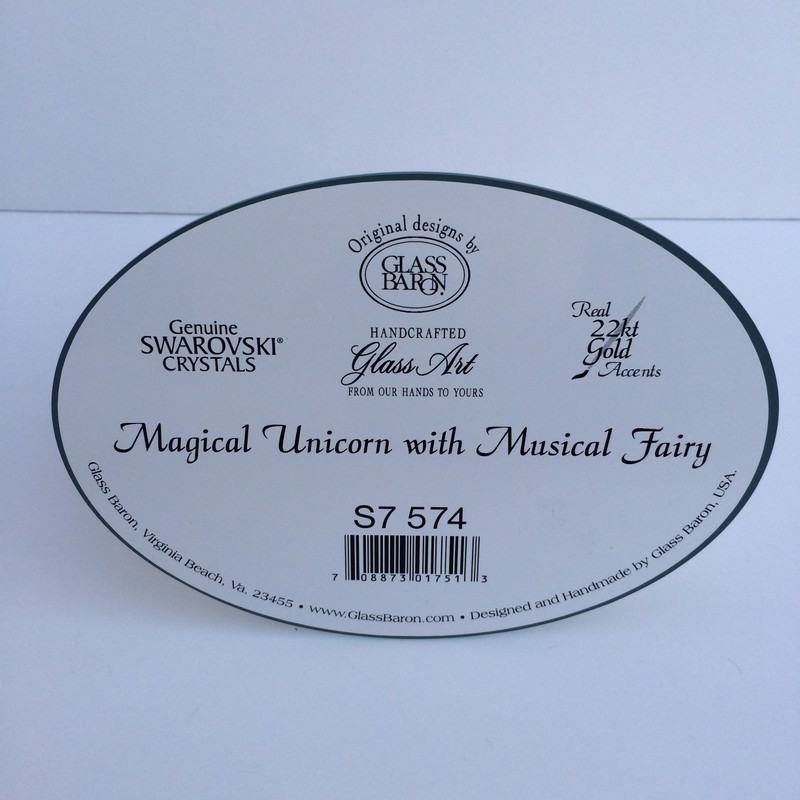 Original designs by
GLASS
BARON®
Genuine
SWAROVSKI®
CRYSTALS
HANDCRAFTED
Glass Art
FROM OUR HANDS TO YOURS
Real
22kt
Gold
Accents
Magical Unicorn with Musical Fairy
S7 574
7 08873 01751 3
Glass Baron, Virginia Beach, Va. 23455 • www.GlassBaron.com • Designed and Handmade by Glass Baron, USA.